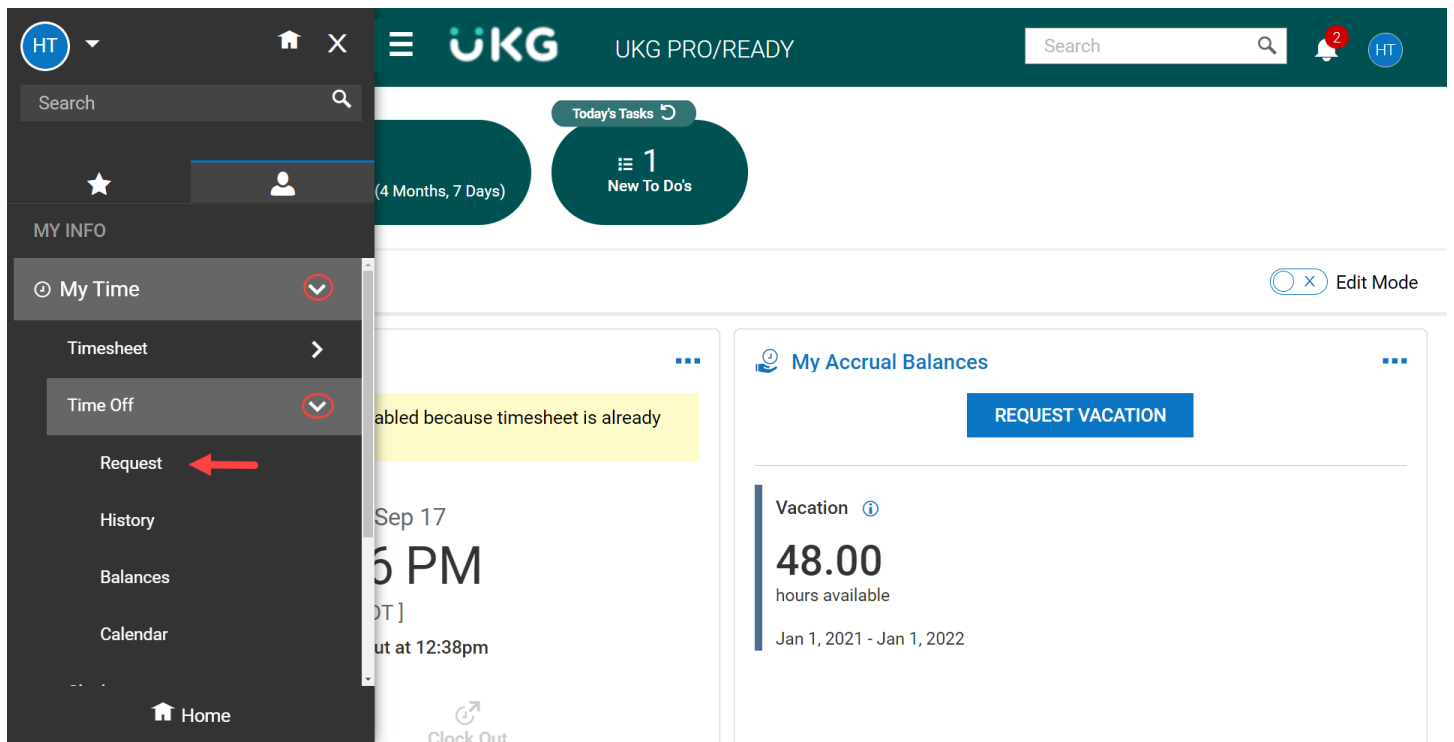 HT
X
Search
MY INFO
My Time
Timesheet
Time Off
Request
History
Balances
Calendar
Home
UKG
UKG PRO/READY
Search
2
HT
Today's Tasks
(4 Months, 7 Days)
1
New To Do's
X
Edit Mode
abled because timesheet is already
Sep 17
6 PM
DT ]
ut at 12:38pm
Clock Out
My Accrual Balances
REQUEST VACATION
Vacation
48.00
hours available
Jan 1, 2021 - Jan 1, 2022